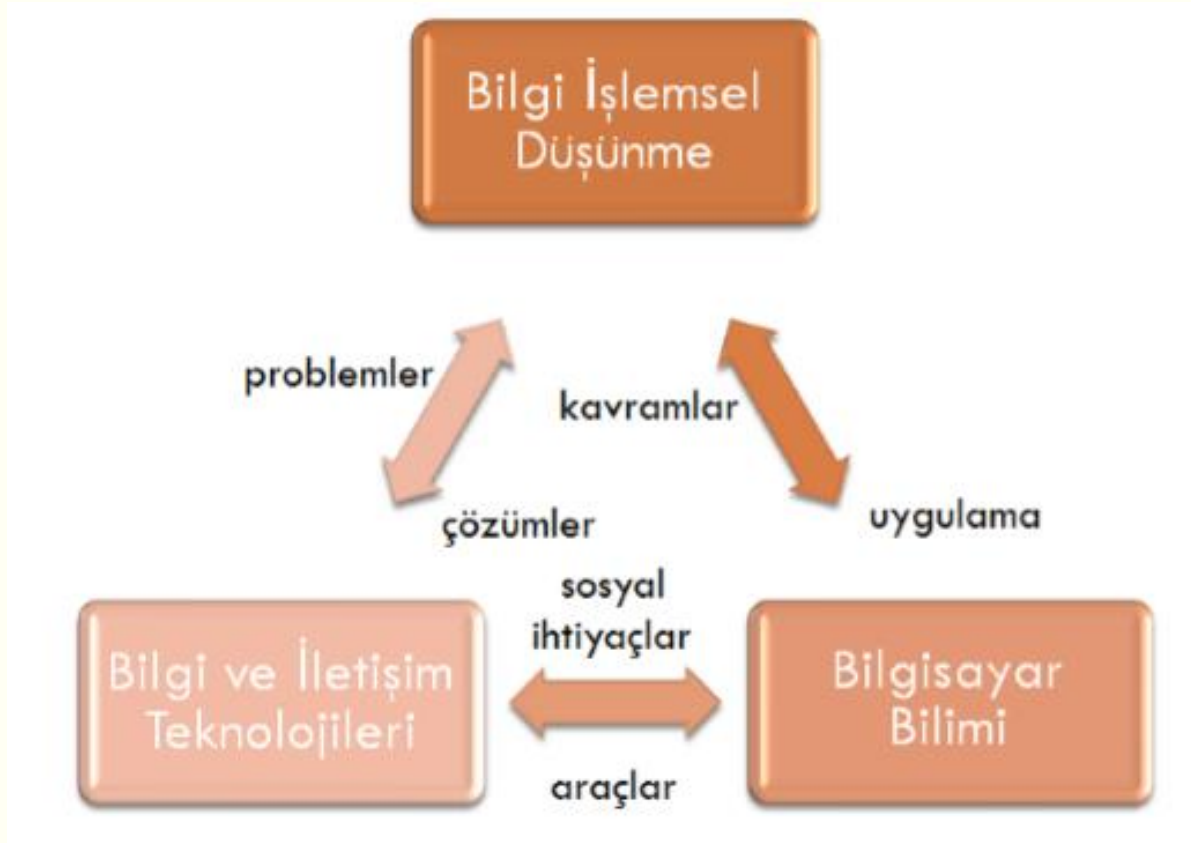 Bilgi İşlemsel
Düşünme
problemler
kavramlar
çözümler
uygulama
sosyal
ihtiyaçlar
Bilgi ve İletişim
Teknolojileri
Bilgisayar
Bilimi
araçlar